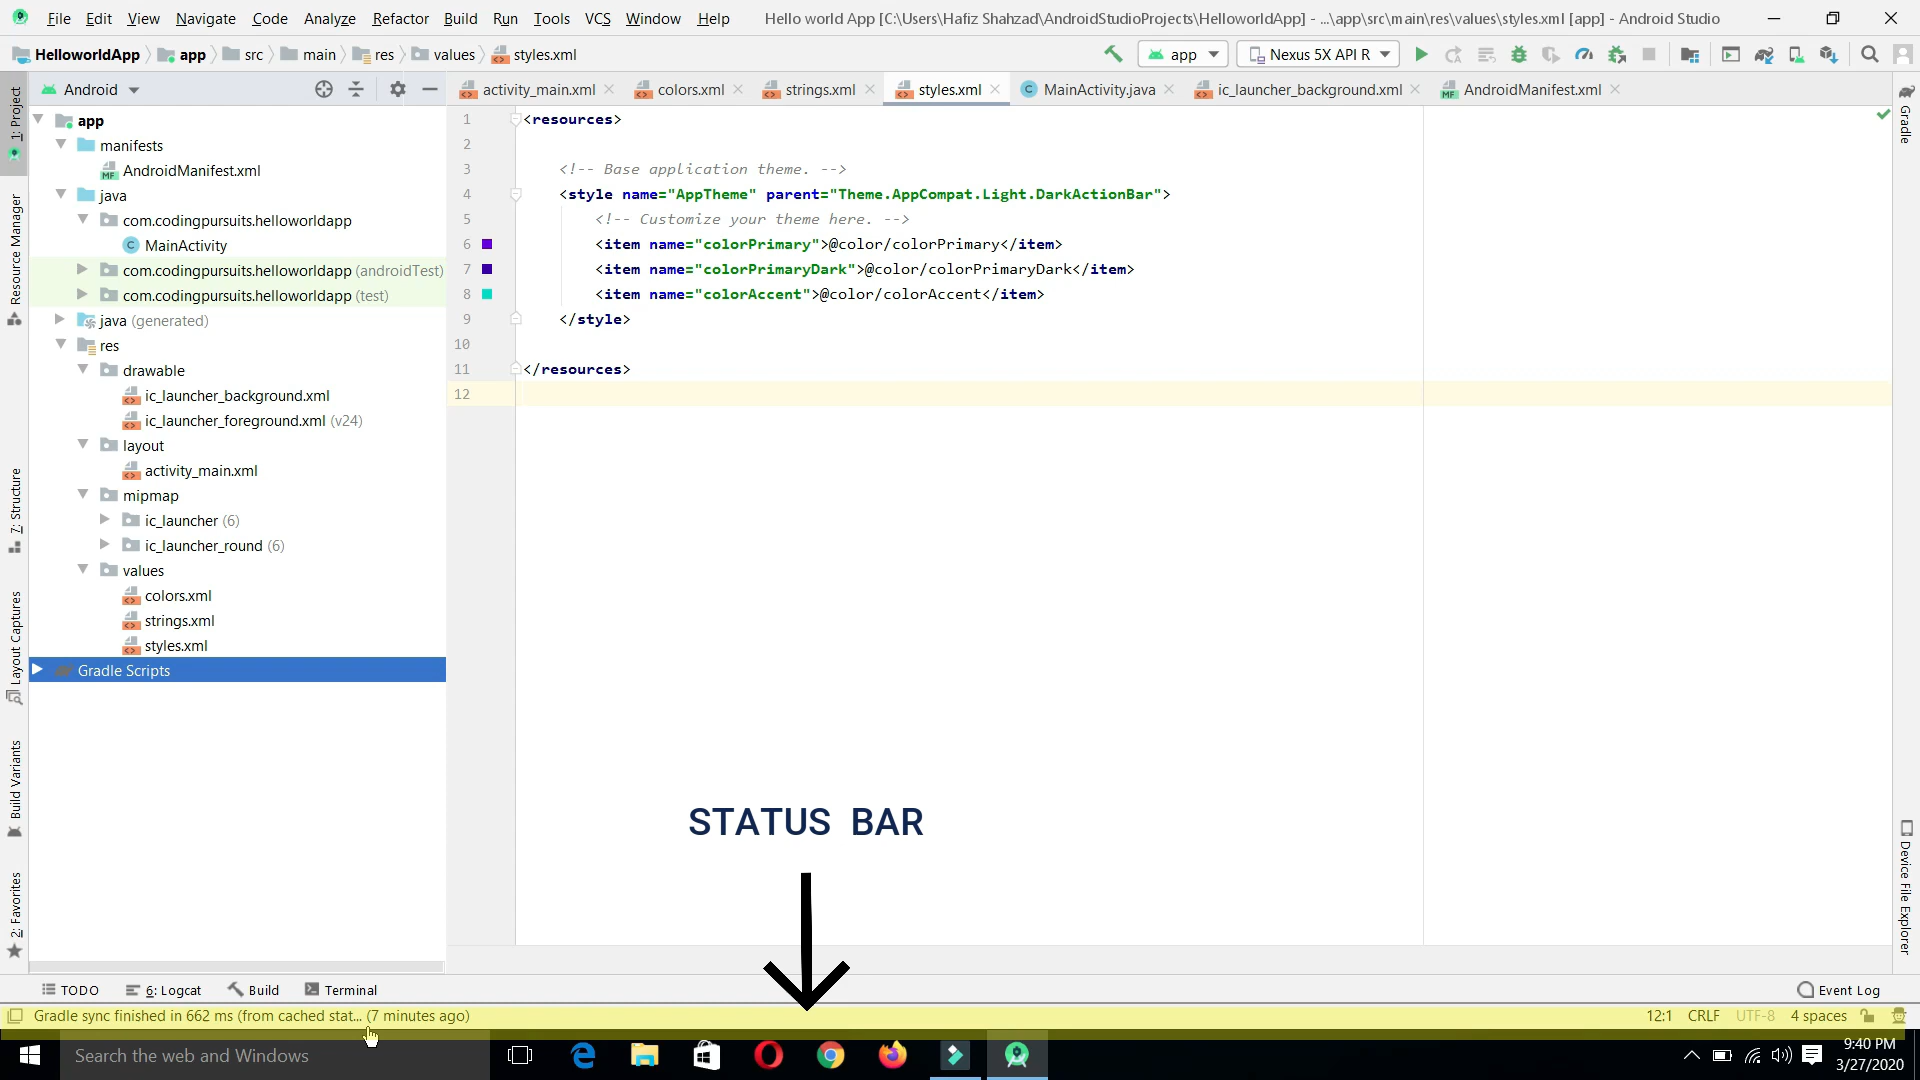 File Edit View Navigate Code Analyze Refactor Build Run Tools VCS Window Help Hello world App [C:\Users\Hafiz Shahzad\AndroidStudioProjects\HelloworldApp] - ...\app\src\main\res\values\styles.xml [app] - Android Studio
HelloworldApp app src main res values styles.xml app Nexus 5X API R
1: Project
Resource Manager
7: Structure
Layout Captures
Build Variants
2: Favorites
Android
app
manifests
AndroidManifest.xml
java
com.codingpursuits.helloworldapp
MainActivity
com.codingpursuits.helloworldapp (androidTest)
com.codingpursuits.helloworldapp (test)
java (generated)
res
drawable
ic_launcher_background.xml
ic_launcher_foreground.xml (v24)
layout
activity_main.xml
mipmap
ic_launcher (6)
ic_launcher_round (6)
values
colors.xml
strings.xml
styles.xml
Gradle Scripts
activity_main.xml colors.xml strings.xml styles.xml MainActivity.java ic_launcher_background.xml AndroidManifest.xml
1 <resources>
2
3 <!-- Base application theme. -->
4 <style name="AppTheme" parent="Theme.AppCompat.Light.DarkActionBar">
5 <!-- Customize your theme here. -->
6 <item name="colorPrimary">@color/colorPrimary</item>
7 <item name="colorPrimaryDark">@color/colorPrimaryDark</item>
8 <item name="colorAccent">@color/colorAccent</item>
9 </style>
10
11 </resources>
12
STATUS BAR
Gradle
Device File Explorer
TODO 6: Logcat Build Terminal Event Log
Gradle sync finished in 662 ms (from cached stat... (7 minutes ago) 12:1 CRLF UTF-8 4 spaces
Search the web and Windows
9:40 PM
3/27/2020